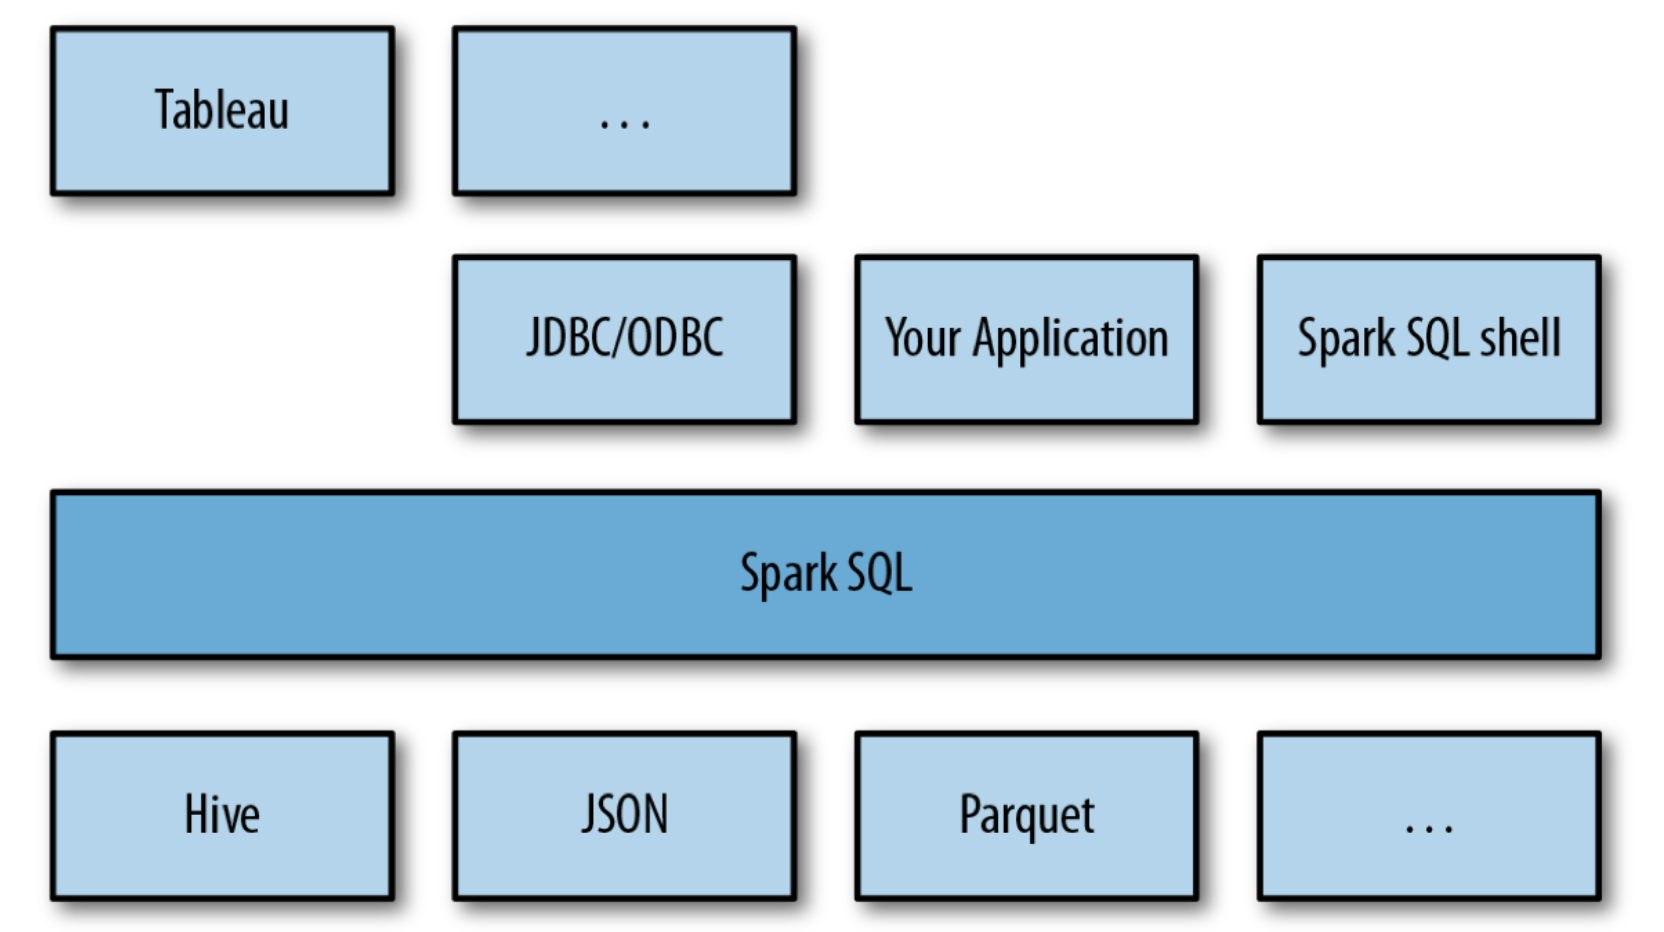 Tableau
. . .
JDBC/ODBC
Your Application
Spark SQL shell
Spark SQL
Hive
JSON
Parquet
. . .